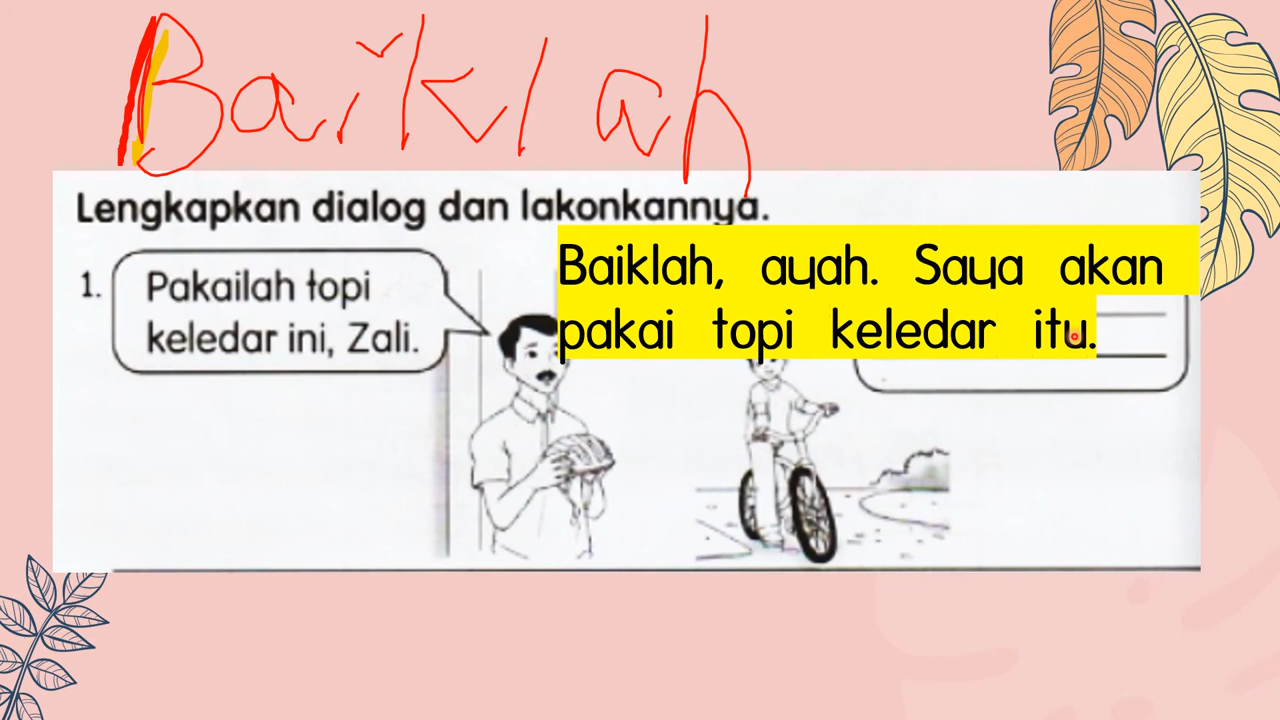 Baiklah
Lengkapkan dialog dan lakonkannya.
1. Pakailah topi
keledar ini, Zali.
Baiklah, ayah. Saya akan
pakai topi keledar itu.